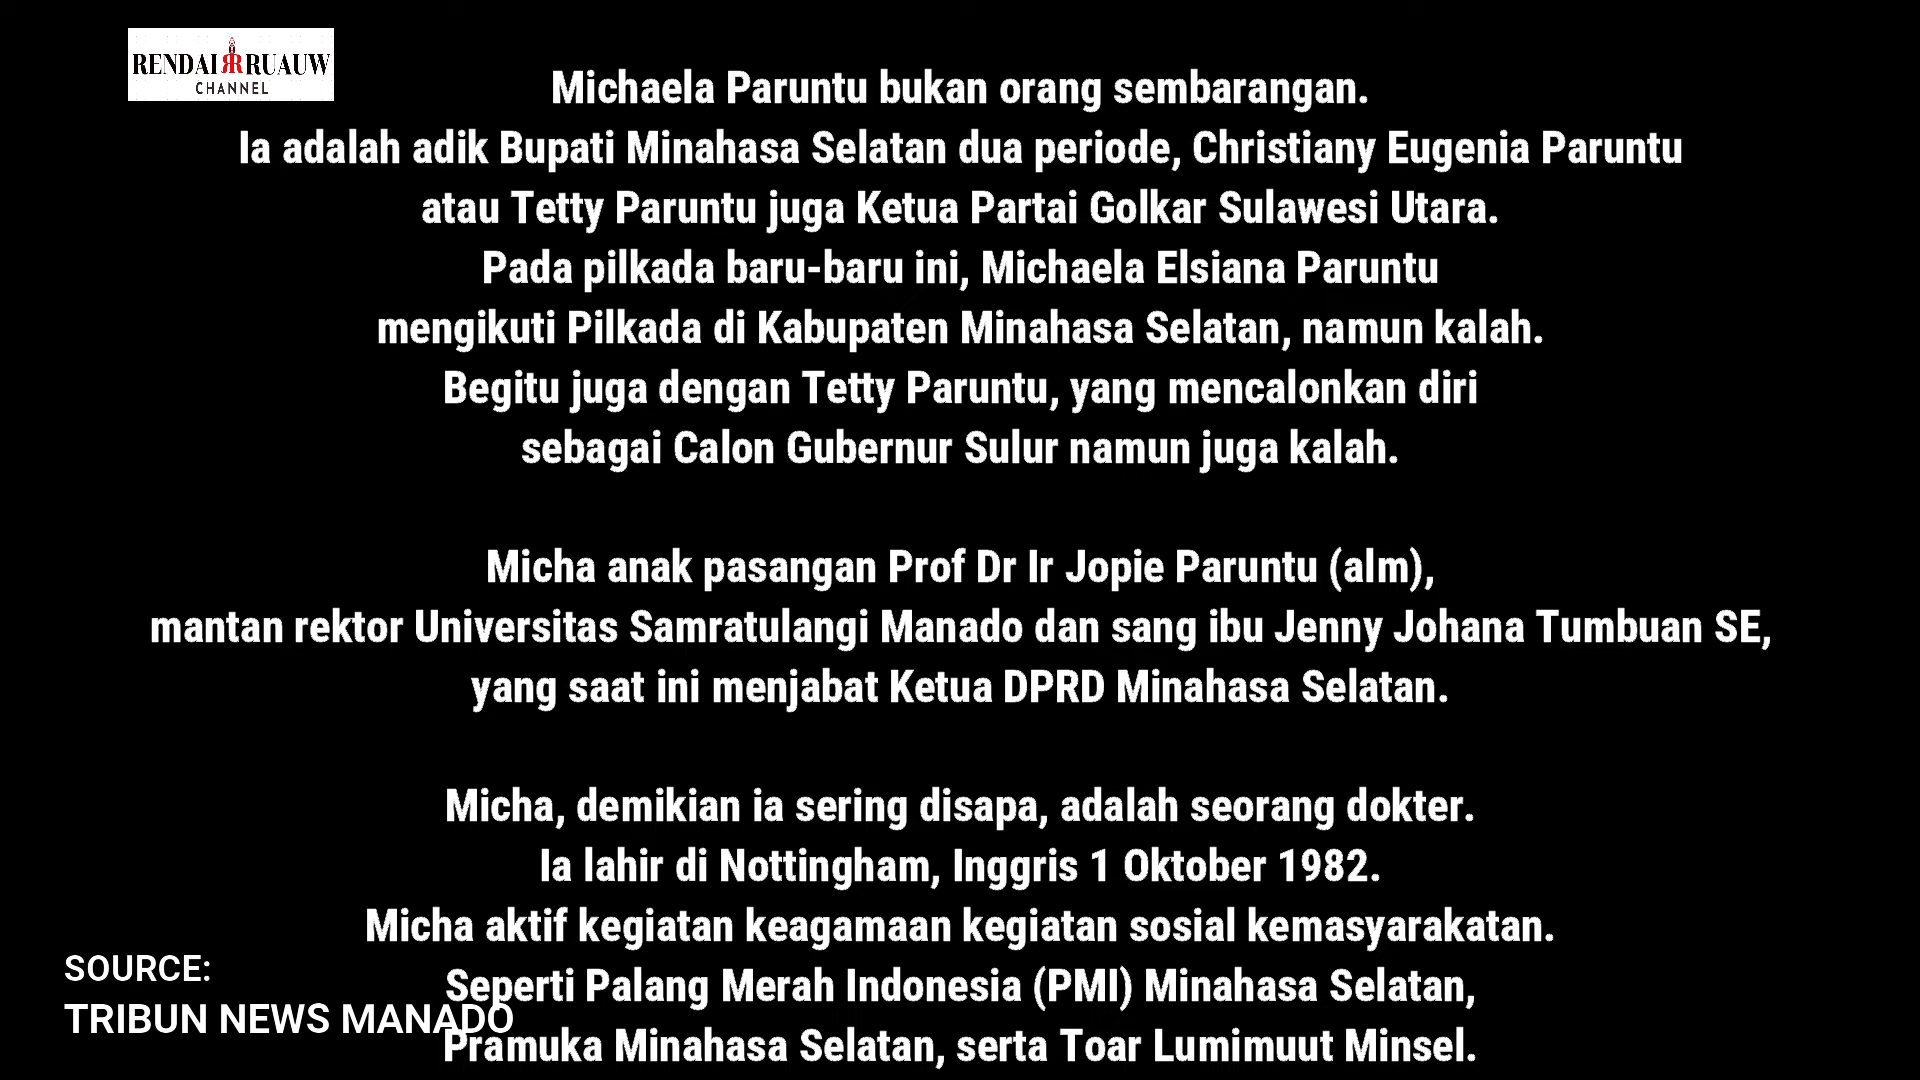 RENDAI RR RUAUW
CHANNEL
Michaela Paruntu bukan orang sembarangan.
Ia adalah adik Bupati Minahasa Selatan dua periode, Christiany Eugenia Paruntu
atau Tetty Paruntu juga Ketua Partai Golkar Sulawesi Utara.
Pada pilkada baru-baru ini, Michaela Elsiana Paruntu
mengikuti Pilkada di Kabupaten Minahasa Selatan, namun kalah.
Begitu juga dengan Tetty Paruntu, yang mencalonkan diri
sebagai Calon Gubernur Sulur namun juga kalah.
Micha anak pasangan Prof Dr Ir Jopie Paruntu (alm),
mantan rektor Universitas Samratulangi Manado dan sang ibu Jenny Johana Tumbuan SE,
yang saat ini menjabat Ketua DPRD Minahasa Selatan.
Micha, demikian ia sering disapa, adalah seorang dokter.
Ia lahir di Nottingham, Inggris 1 Oktober 1982.
Micha aktif kegiatan keagamaan kegiatan sosial kemasyarakatan.
Seperti Palang Merah Indonesia (PMI) Minahasa Selatan,
Pramuka Minahasa Selatan, serta Toar Lumimuut Minsel.
SOURCE:
TRIBUN NEWS MANADO